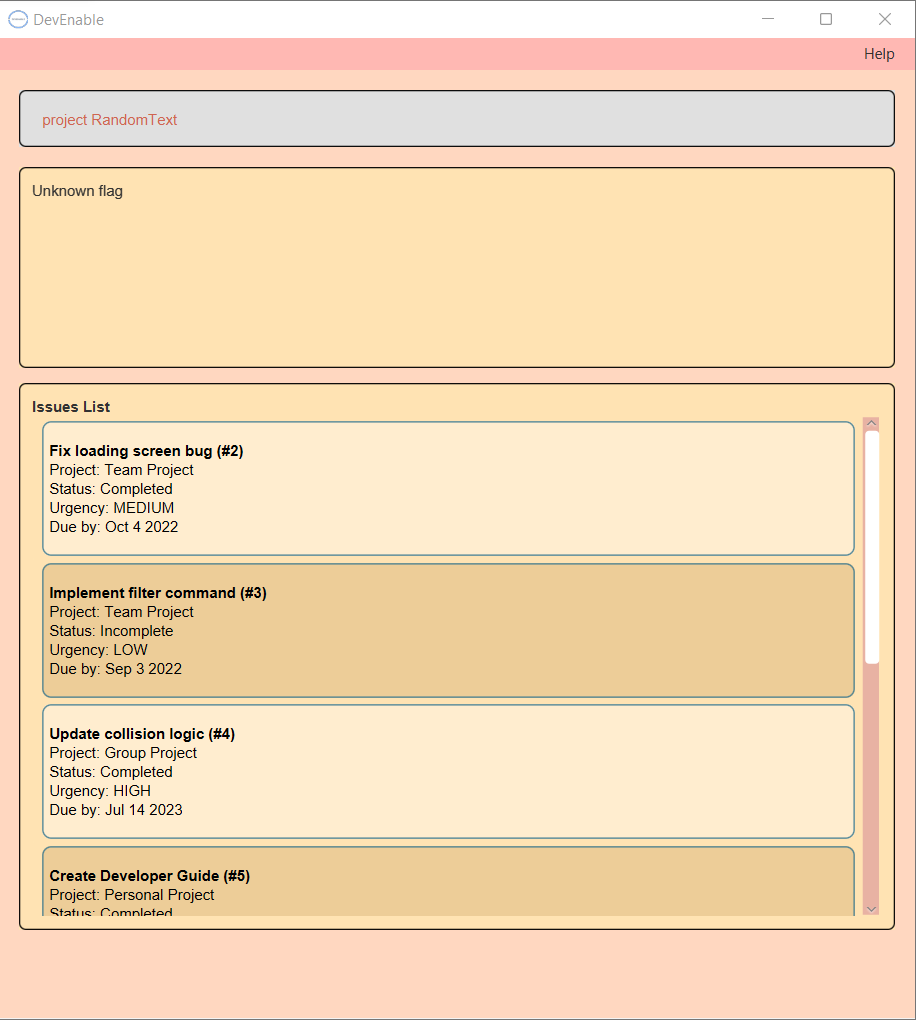 DevEnable
Help
project RandomText
Unknown flag
Issues List
Fix loading screen bug (#2)
Project: Team Project
Status: Completed
Urgency: MEDIUM
Due by: Oct 4 2022
Implement filter command (#3)
Project: Team Project
Status: Incomplete
Urgency: LOW
Due by: Sep 3 2022
Update collision logic (#4)
Project: Group Project
Status: Completed
Urgency: HIGH
Due by: Jul 14 2023
Create Developer Guide (#5)
Project: Personal Project
Status: Completed